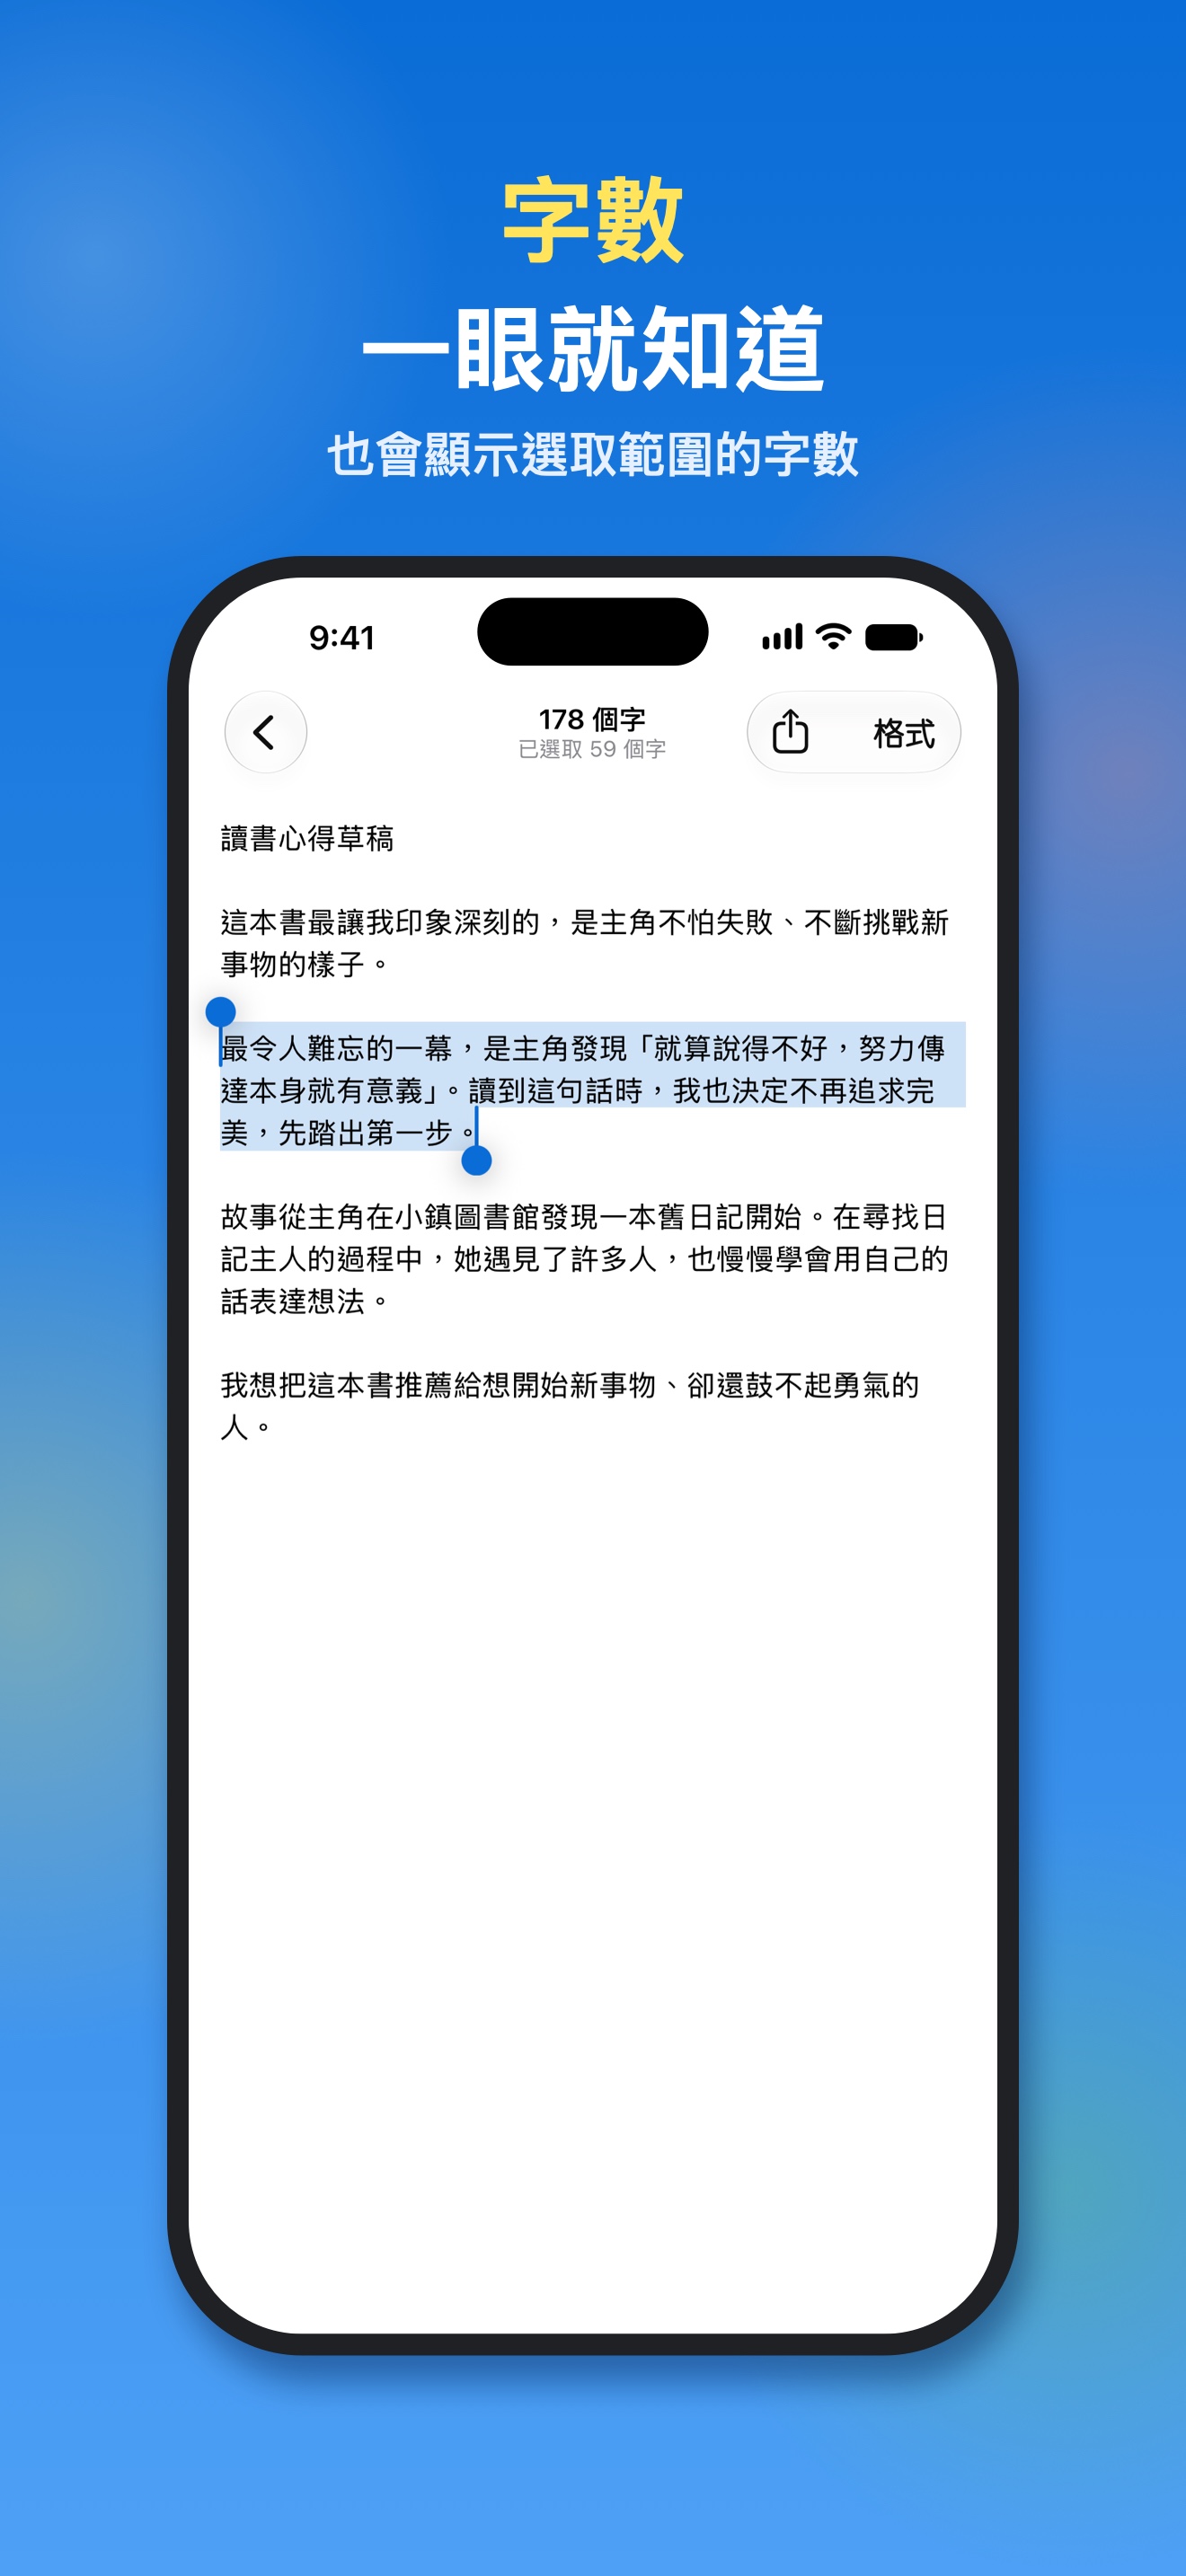 字數
一眼就知道
也會顯示選取範圍的字數
9:41
178 個字
已選取 59 個字
格式
讀書心得草稿
這本書最讓我印象深刻的，是主角不怕失敗、不斷挑戰新
事物的樣子。
最令人難忘的一幕，是主角發現「就算說得不好，努力傳
達本身就有意義」。讀到這句話時，我也決定不再追求完
美，先踏出第一步。
故事從主角在小鎮圖書館發現一本舊日記開始。在尋找日
記主人的過程中，她遇見了許多人，也慢慢學會用自己的
話表達想法。
我想把這本書推薦給想開始新事物、卻還鼓不起勇氣的
人。